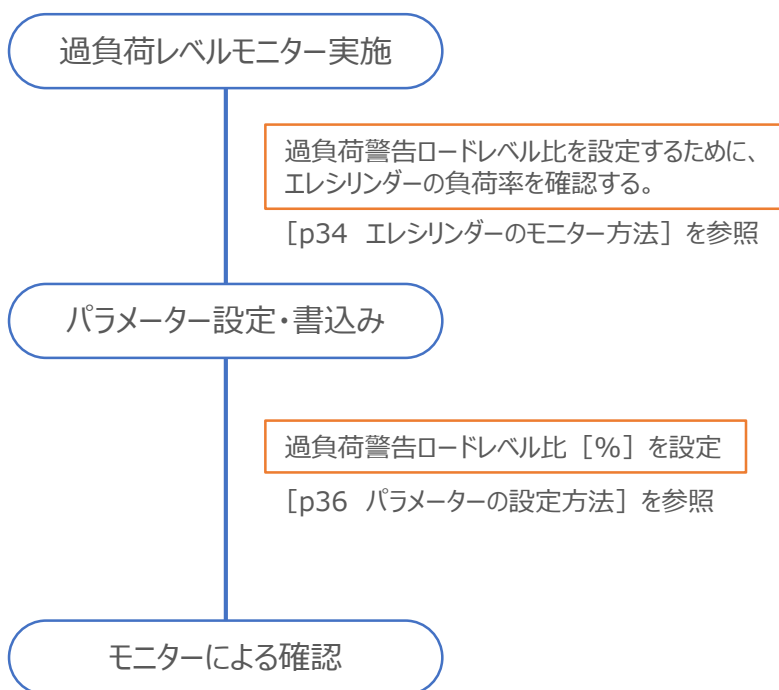 過負荷レベルモニター実施
過負荷警告ロードレベル比を設定するために、
エレシリンダーの負荷率を確認する。
[p34 エレシリンダーのモニター方法] を参照
パラメーター設定・書込み
過負荷警告ロードレベル比 [%] を設定
[p36 パラメーターの設定方法] を参照
モニターによる確認